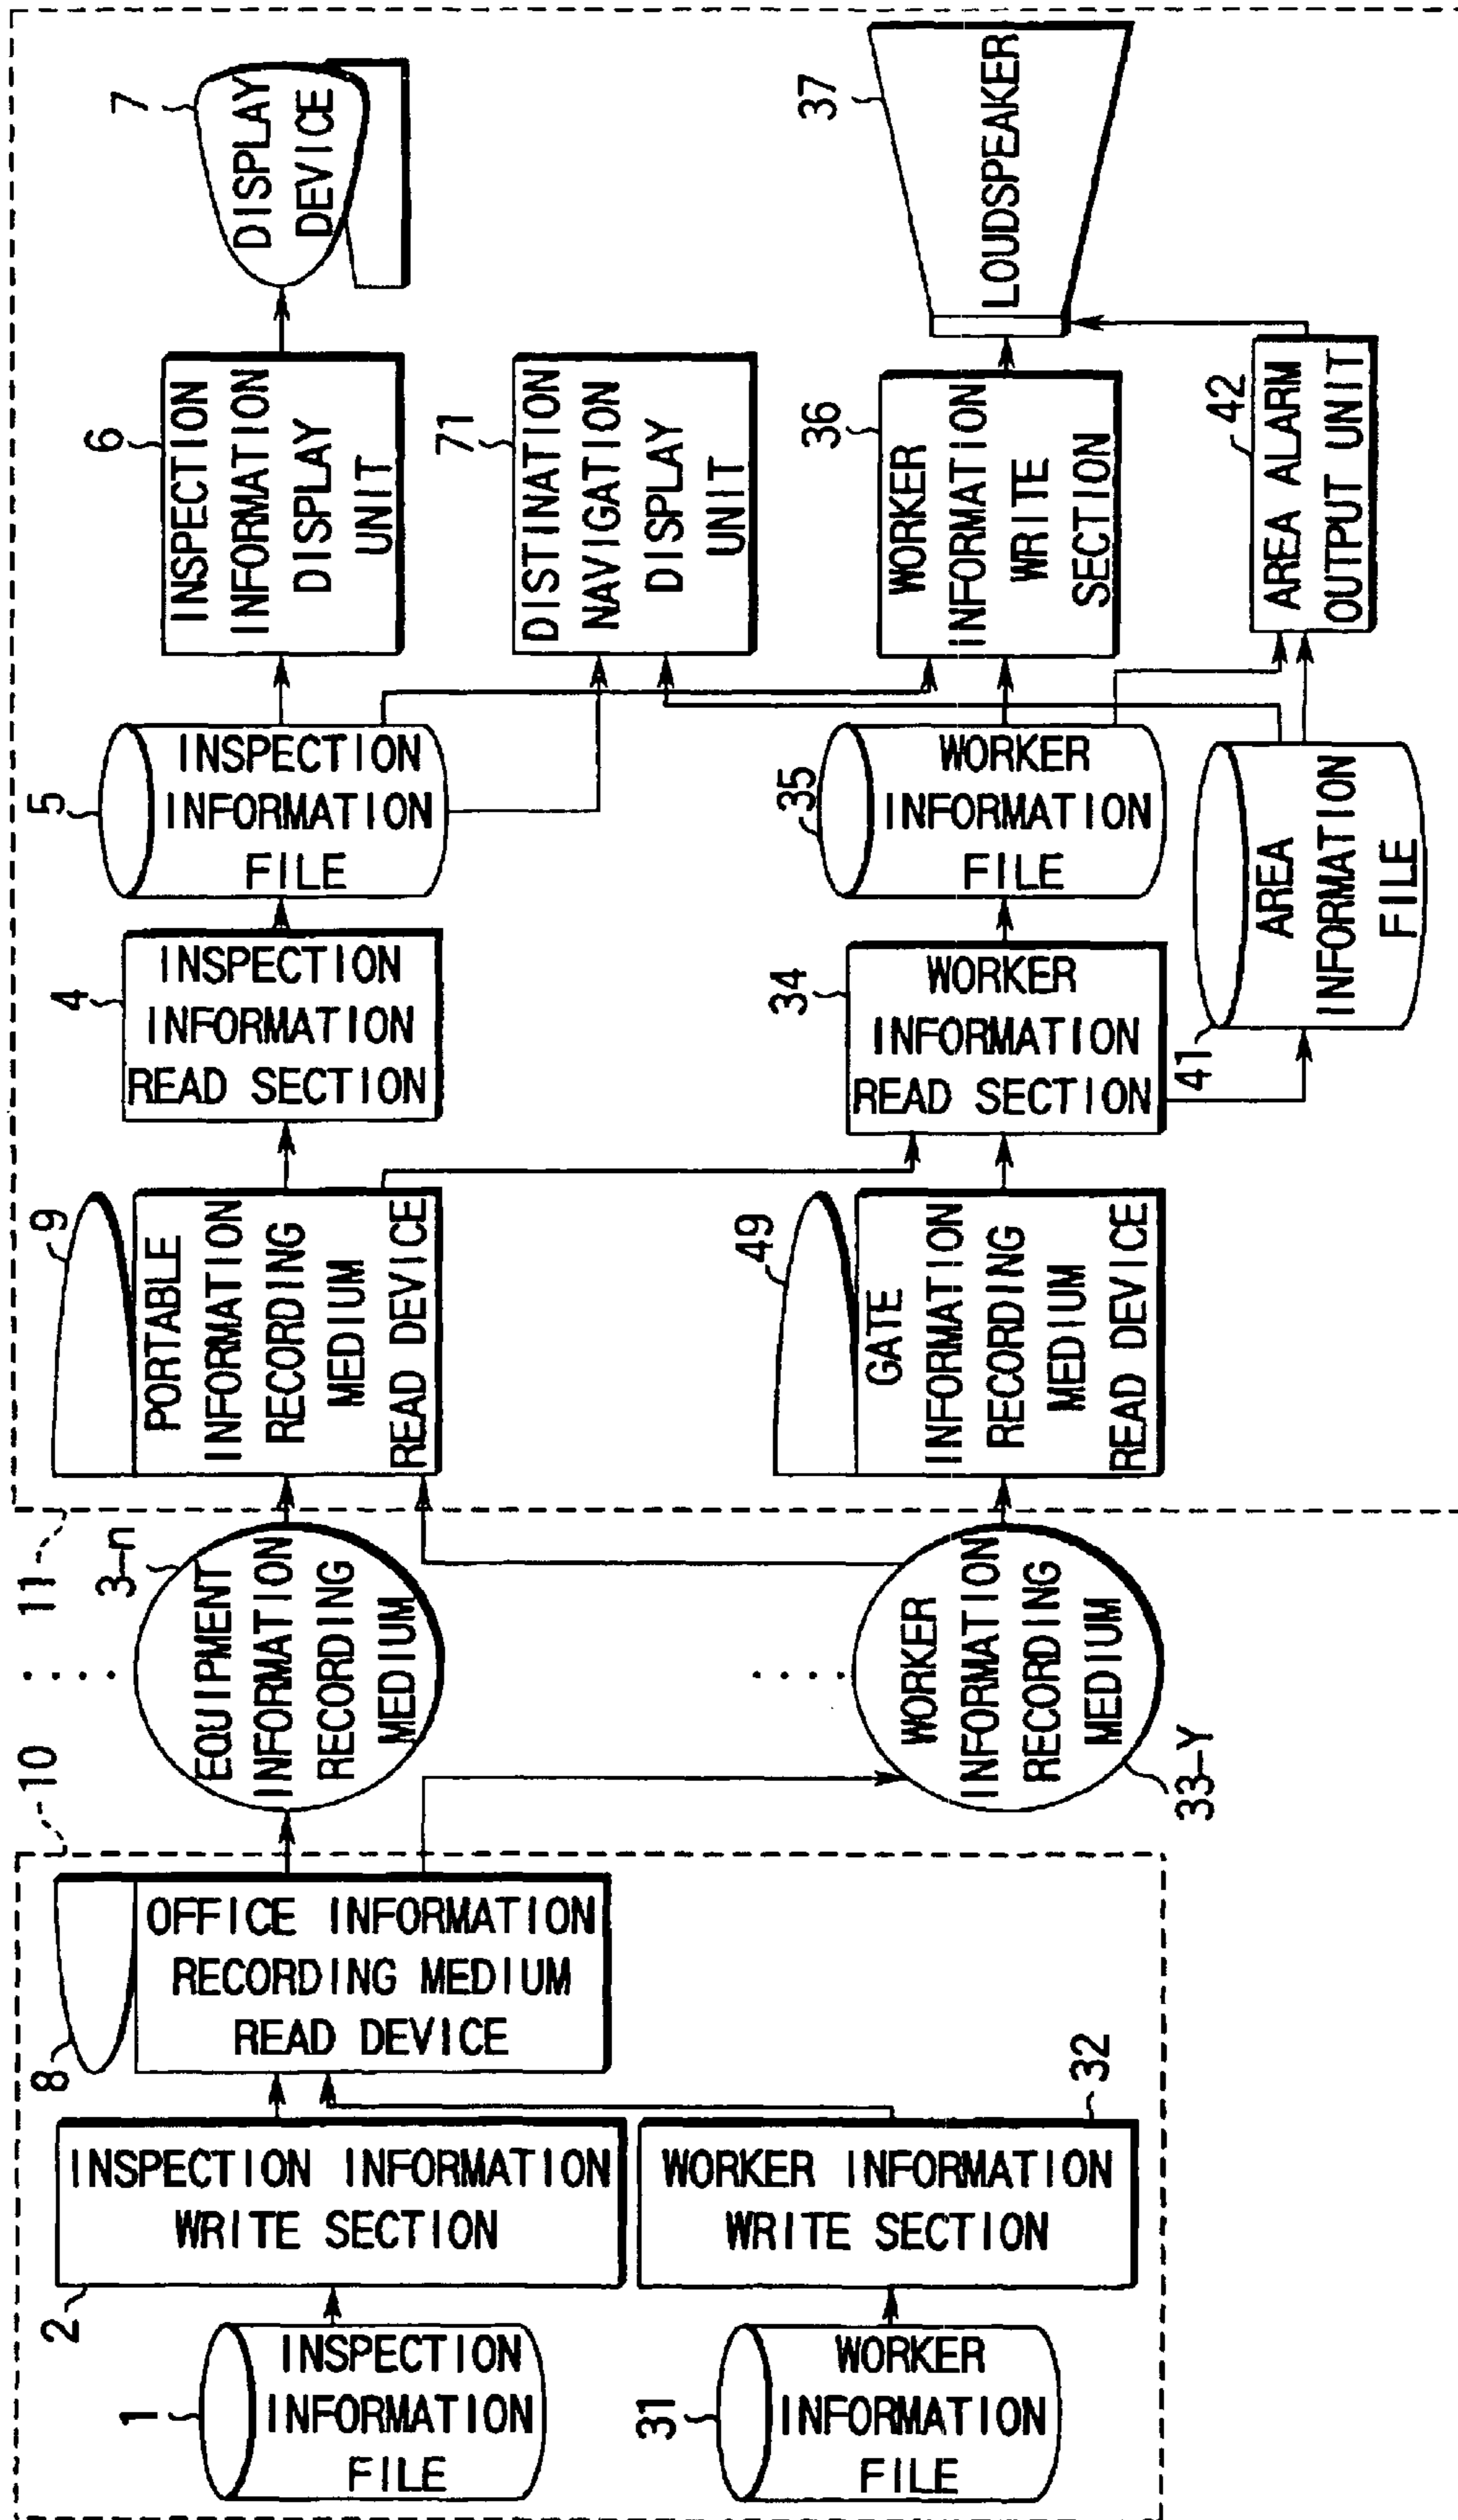 10
1
INSPECTION
INFORMATION
FILE
2
INSPECTION INFORMATION
WRITE SECTION
31
WORKER
INFORMATION
FILE
32
WORKER INFORMATION
WRITE SECTION
8
OFFICE INFORMATION
RECORDING MEDIUM
READ DEVICE
3-n
EQUIPMENT
INFORMATION
RECORDING
MEDIUM
33-Y
WORKER
INFORMATION
RECORDING
MEDIUM
11
9
PORTABLE
INFORMATION
RECORDING
MEDIUM
READ DEVICE
49
GATE
INFORMATION
RECORDING
MEDIUM
READ DEVICE
4
INSPECTION
INFORMATION
READ SECTION
34
WORKER
INFORMATION
READ SECTION
5
INSPECTION
INFORMATION
FILE
35
WORKER
INFORMATION
FILE
41
AREA
INFORMATION
FILE
6
INSPECTION
INFORMATION
DISPLAY
UNIT
71
DISTINATION
NAVIGATION
DISPLAY
UNIT
36
WORKER
INFORMATION
WRITE
SECTION
42
AREA ALARM
OUTPUT UNIT
7
DISPLAY
DEVICE
37
LOUDSPEAKER